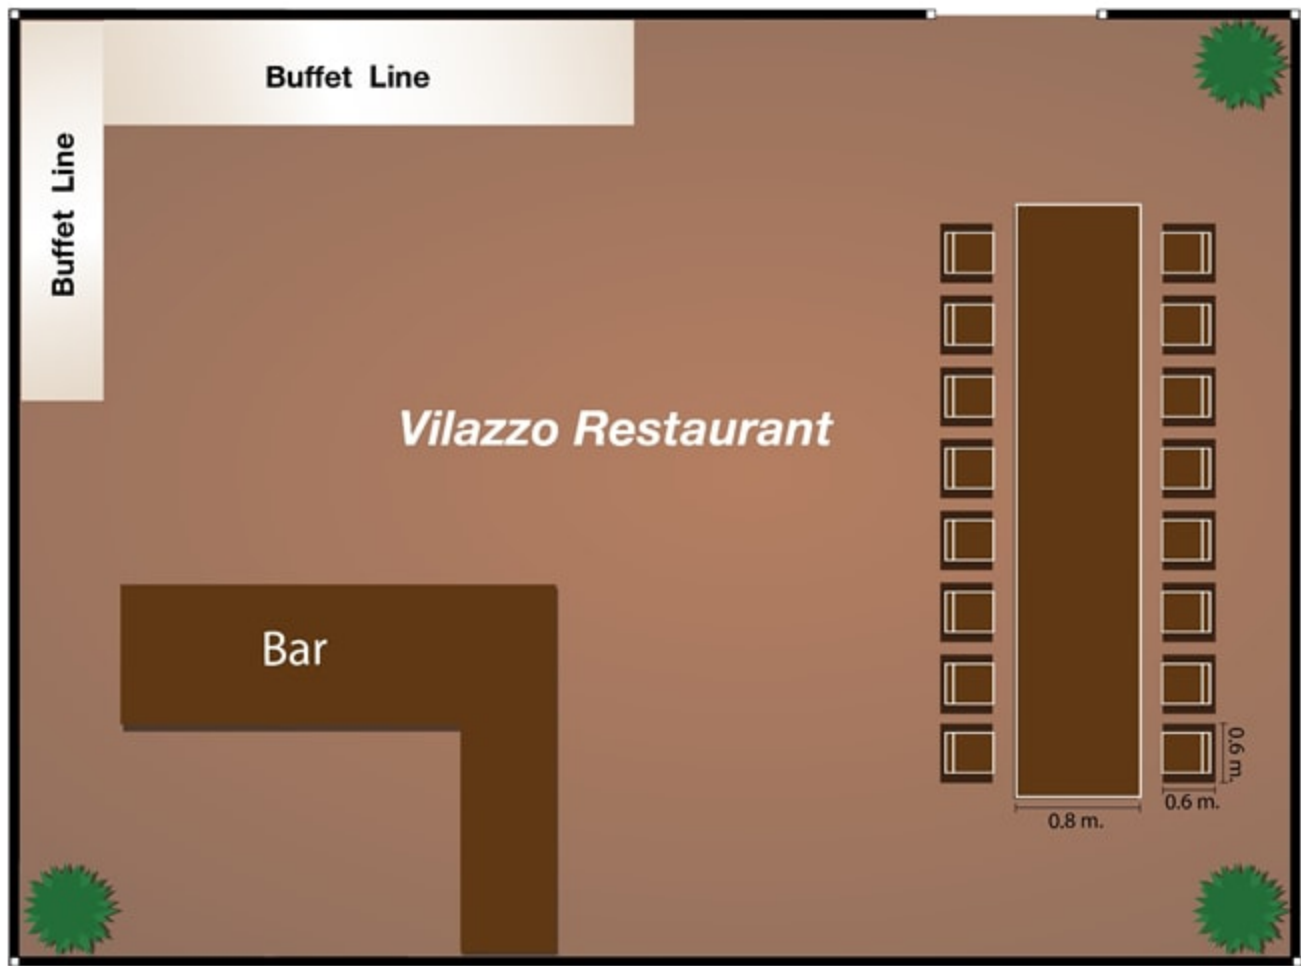 Buffet Line
Buffet Line
Vilazzo Restaurant
Bar
0.6 m.
0.6 m.
0.8 m.